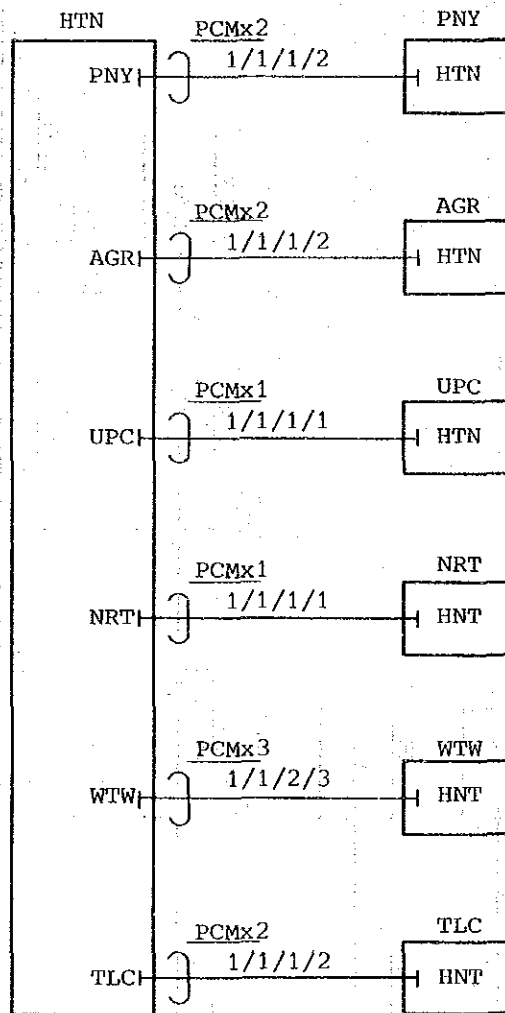 HTN
PCMx2
PNY
PNY
1/1/1/2
HTN
PCMx2
AGR
AGR
1/1/1/2
HTN
PCMx1
UPC
UPC
1/1/1/1
HTN
PCMx1
NRT
NRT
1/1/1/1
HNT
PCMx3
WTW
WTW
1/1/2/3
HNT
PCMx2
TLC
TLC
1/1/1/2
HNT